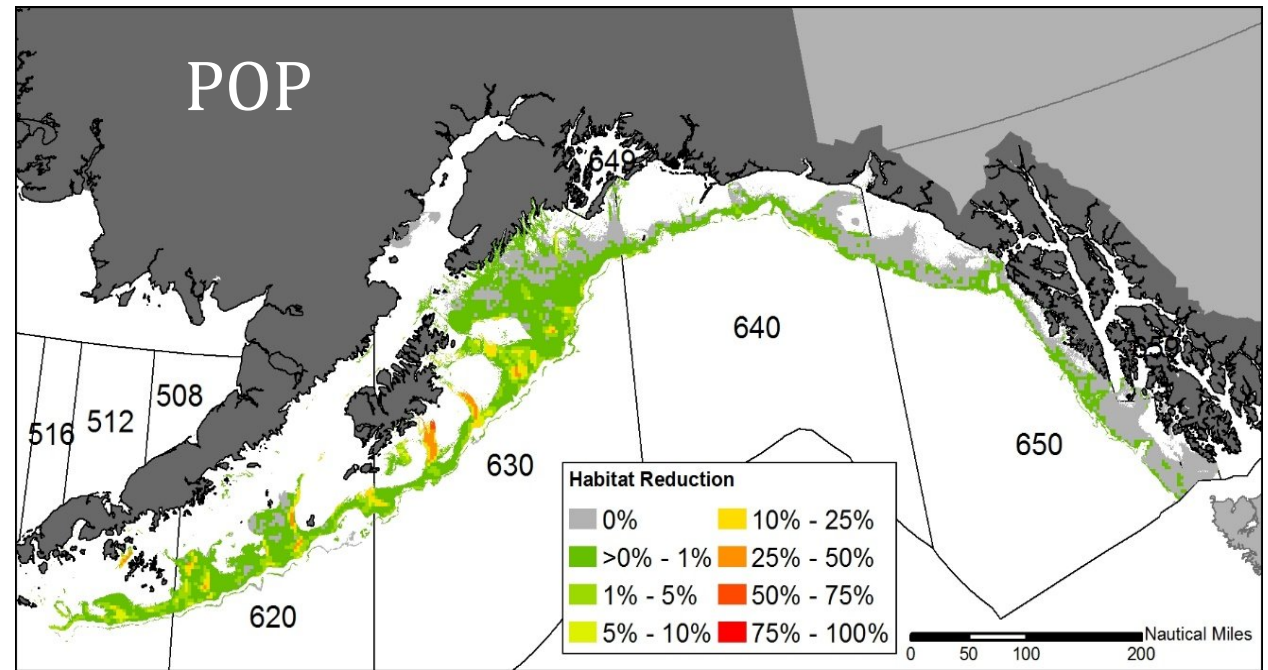 POP
649
508
512
516
640
650
630
620
Habitat Reduction
0%
>0% - 1%
1% - 5%
5% - 10%
10% - 25%
25% - 50%
50% - 75%
75% - 100%
Nautical Miles
0 50 100 200